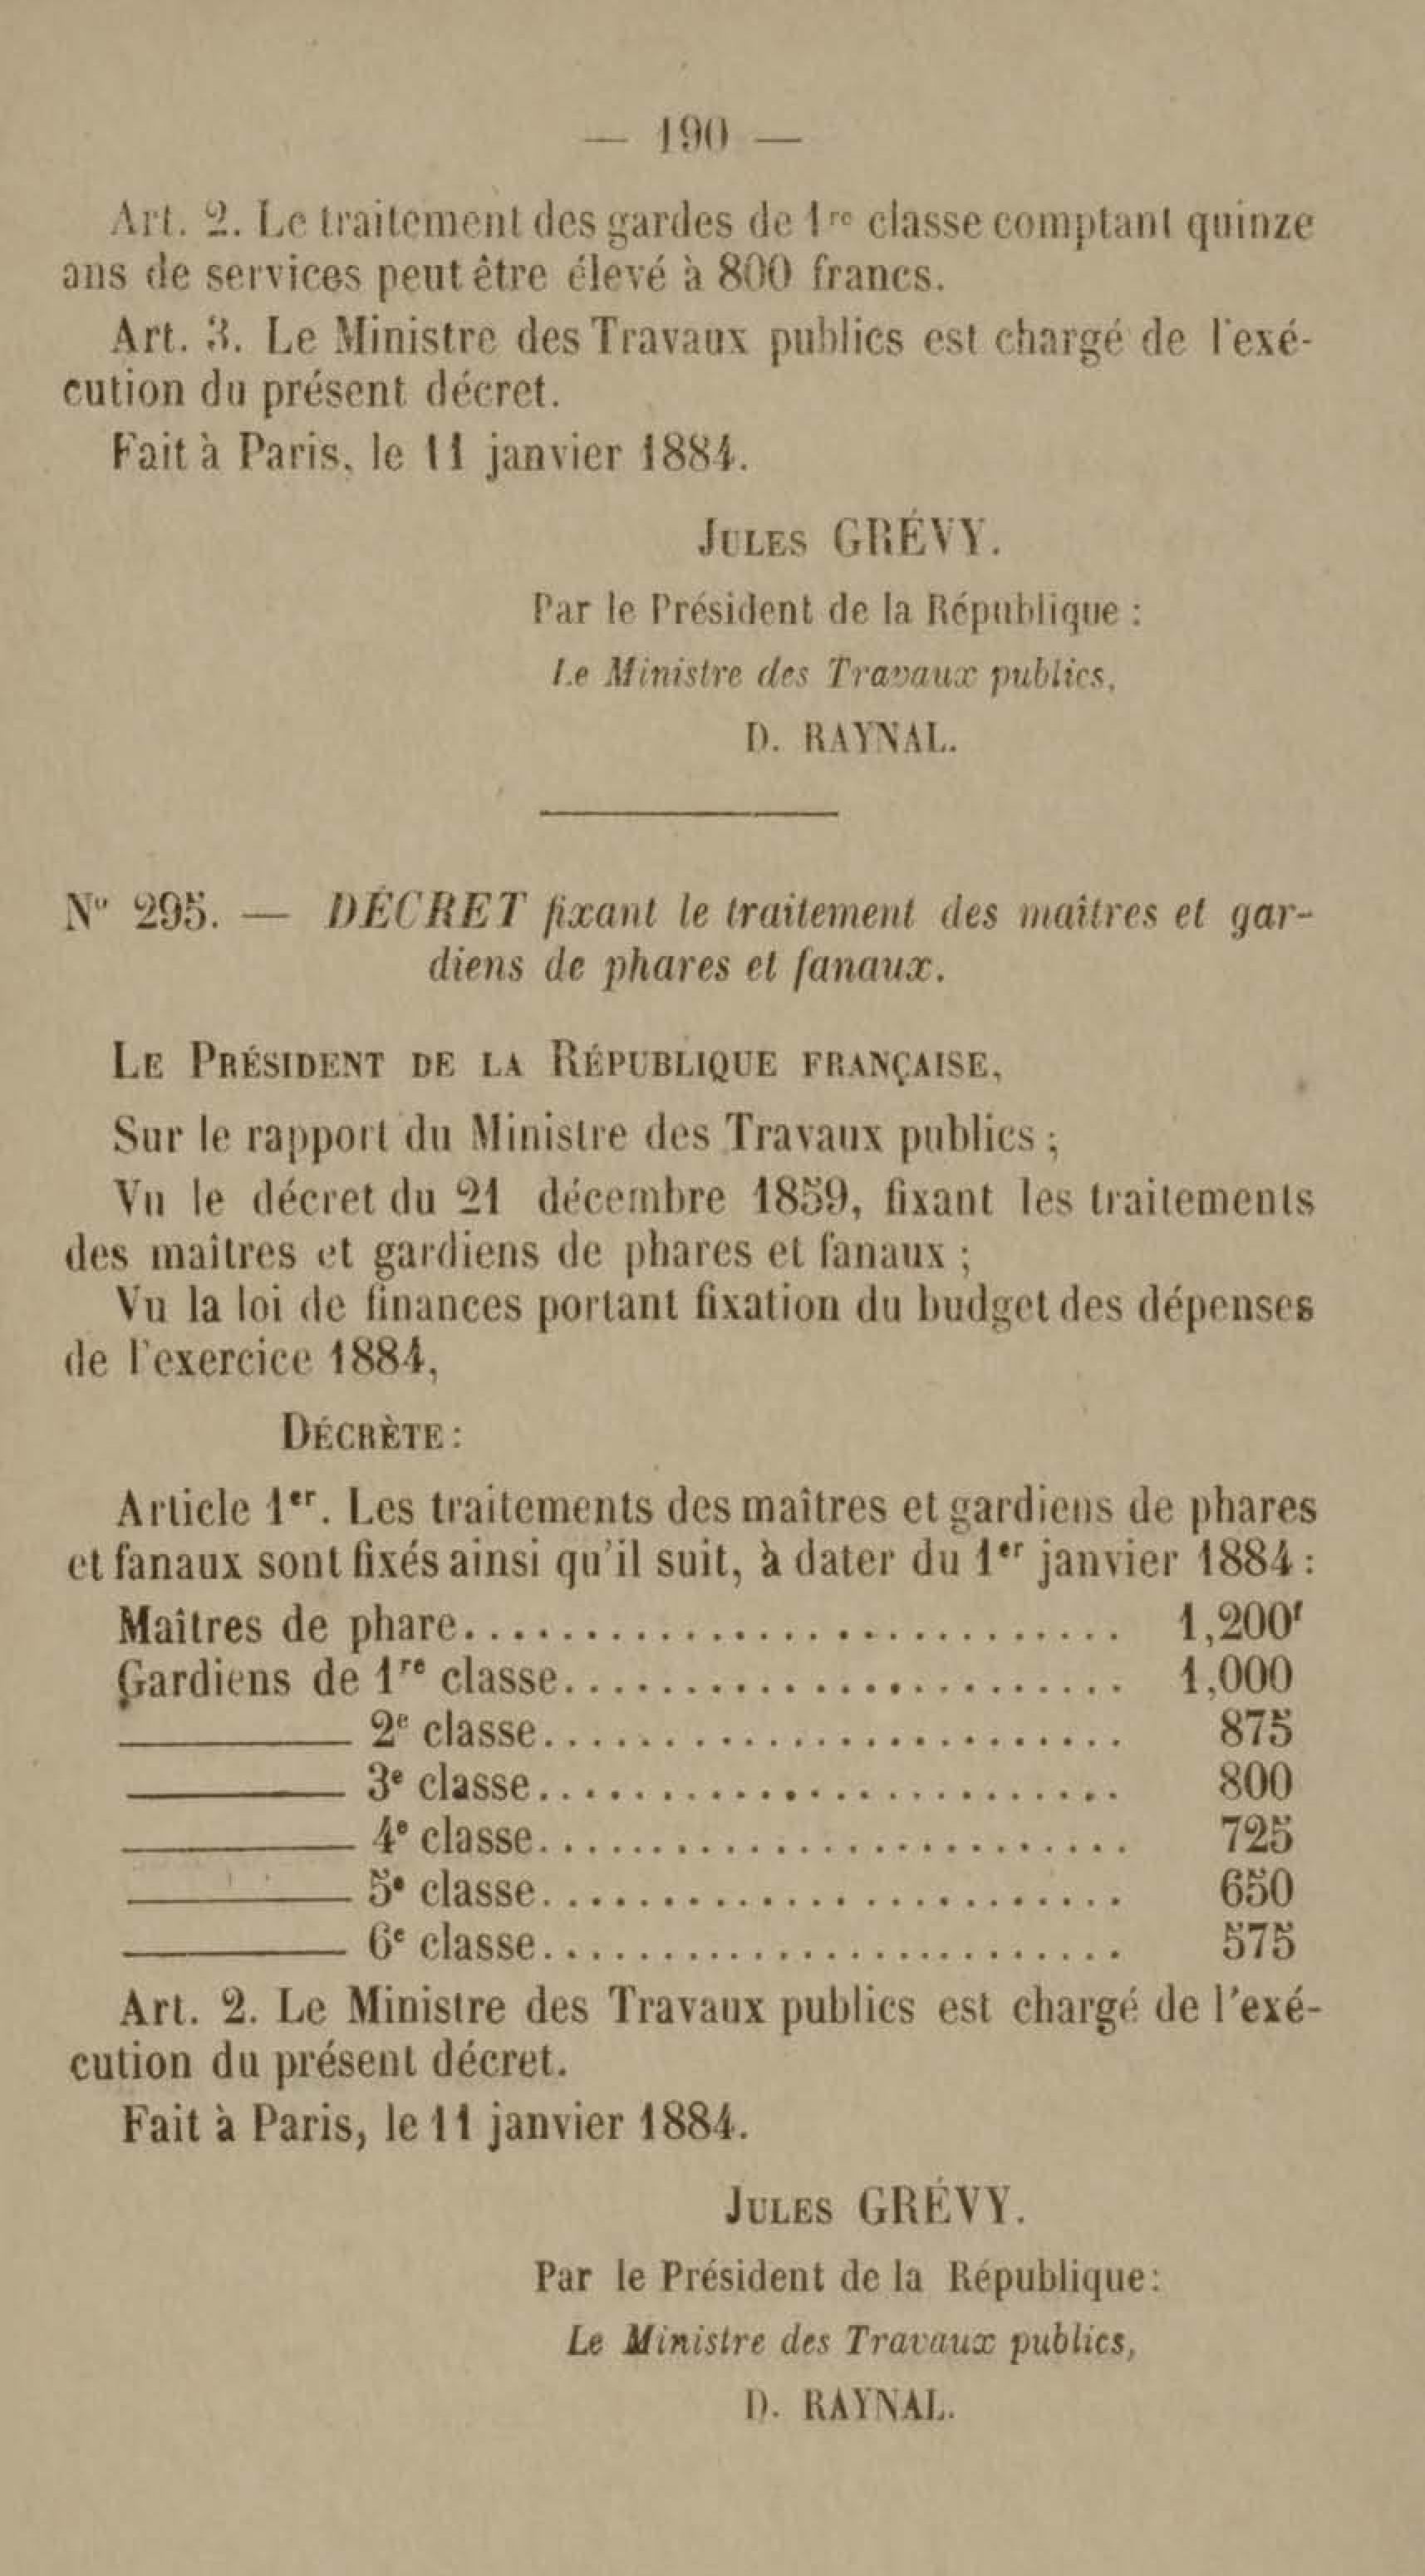 — 190 —
Art. 2. Le traitement des gardes de 1re classe comptant quinze
ans de services peut être élevé à 800 francs.
Art. 3. Le Ministre des Travaux publics est chargé de l'exé-
cution du présent décret.
Fait à Paris, le 11 janvier 1884.
JULES GRÉVY.
Par le Président de la République :
Le Ministre des Travaux publics,
D. RAYNAL.
No 295. — DÉCRET fixant le traitement des maîtres et gar-
diens de phares et fanaux.
LE PRÉSIDENT DE LA RÉPUBLIQUE FRANÇAISE,
Sur le rapport du Ministre des Travaux publics ;
Vu le décret du 21 décembre 1859, fixant les traitements
des maîtres et gardiens de phares et fanaux ;
Vu la loi de finances portant fixation du budget des dépenses
de l'exercice 1884,
DÉCRÈTE :
Article 1er. Les traitements des maîtres et gardiens de phares
et fanaux sont fixés ainsi qu'il suit, à dater du 1er janvier 1884 :
Maîtres de phare........................... 1,200f
Gardiens de 1re classe....................... 1,000
——— 2e classe........................ 875
——— 3e classe........................ 800
——— 4e classe........................ 725
——— 5e classe........................ 650
——— 6e classe........................ 575
Art. 2. Le Ministre des Travaux publics est chargé de l'exé-
cution du présent décret.
Fait à Paris, le 11 janvier 1884.
JULES GRÉVY.
Par le Président de la République :
Le Ministre des Travaux publics,
D. RAYNAL.